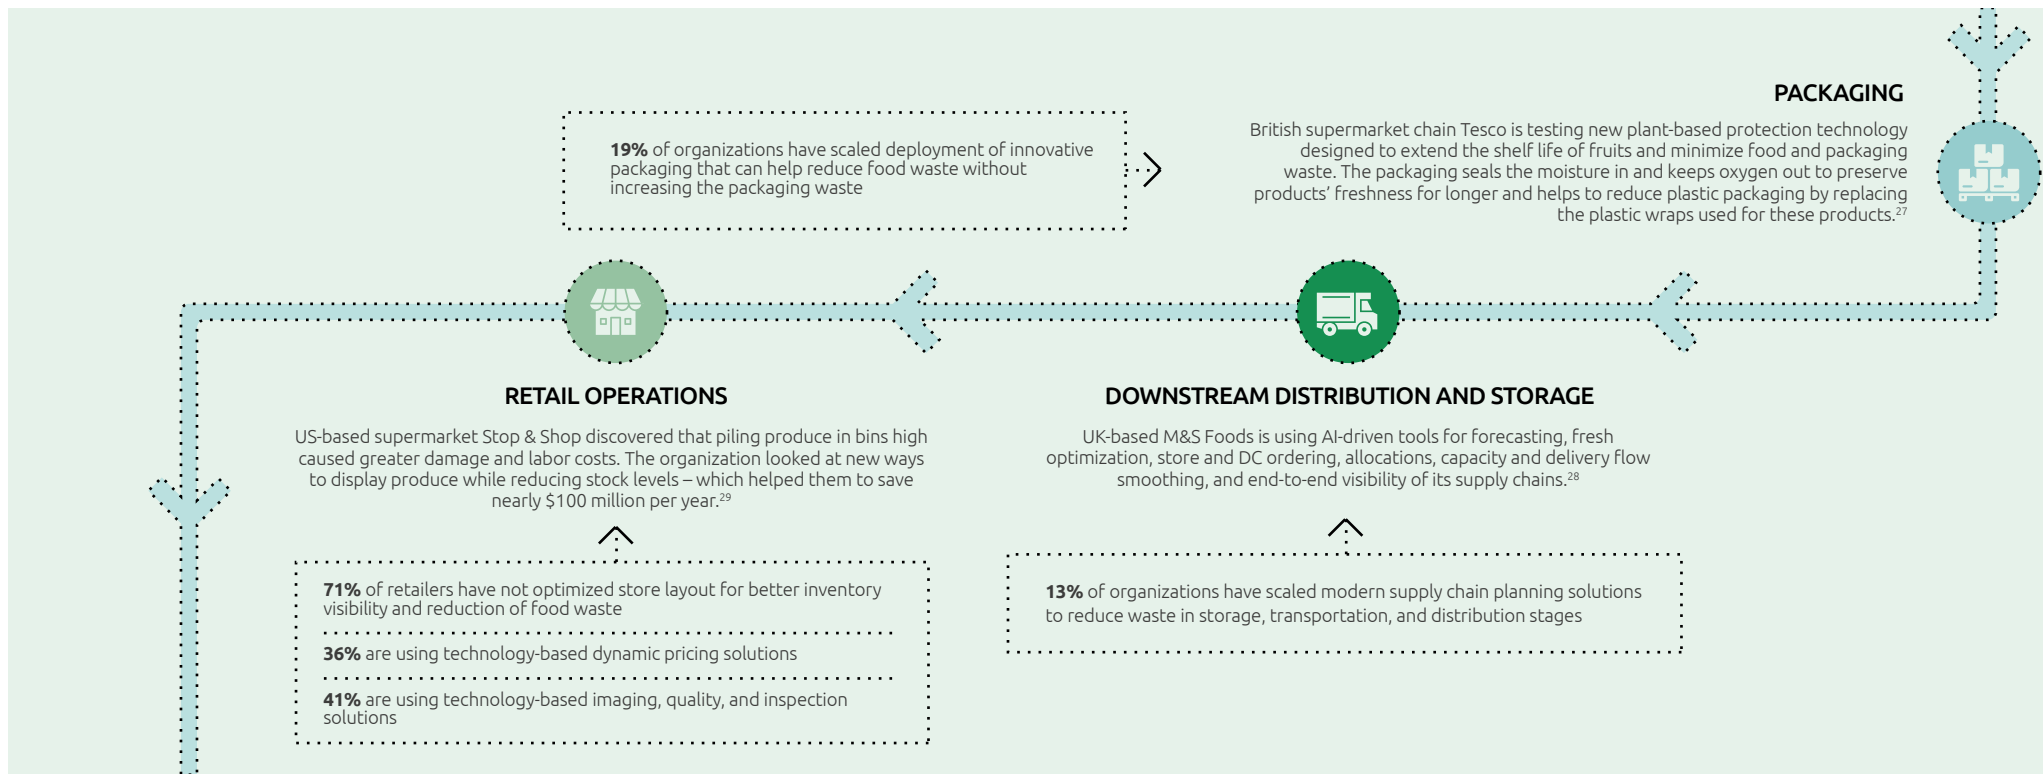 PACKAGING
British supermarket chain Tesco is testing new plant-based protection technology
designed to extend the shelf life of fruits and minimize food and packaging
waste. The packaging seals the moisture in and keeps oxygen out to preserve
products’ freshness for longer and helps to reduce plastic packaging by replacing
the plastic wraps used for these products.27
19% of organizations have scaled deployment of innovative
packaging that can help reduce food waste without
increasing the packaging waste
DOWNSTREAM DISTRIBUTION AND STORAGE
UK-based M&S Foods is using AI-driven tools for forecasting, fresh
optimization, store and DC ordering, allocations, capacity and delivery flow
smoothing, and end-to-end visibility of its supply chains.28
13% of organizations have scaled modern supply chain planning solutions
to reduce waste in storage, transportation, and distribution stages
RETAIL OPERATIONS
US-based supermarket Stop & Shop discovered that piling produce in bins high
caused greater damage and labor costs. The organization looked at new ways
to display produce while reducing stock levels – which helped them to save
nearly $100 million per year.29
71% of retailers have not optimized store layout for better inventory
visibility and reduction of food waste
36% are using technology-based dynamic pricing solutions
41% are using technology-based imaging, quality, and inspection
solutions